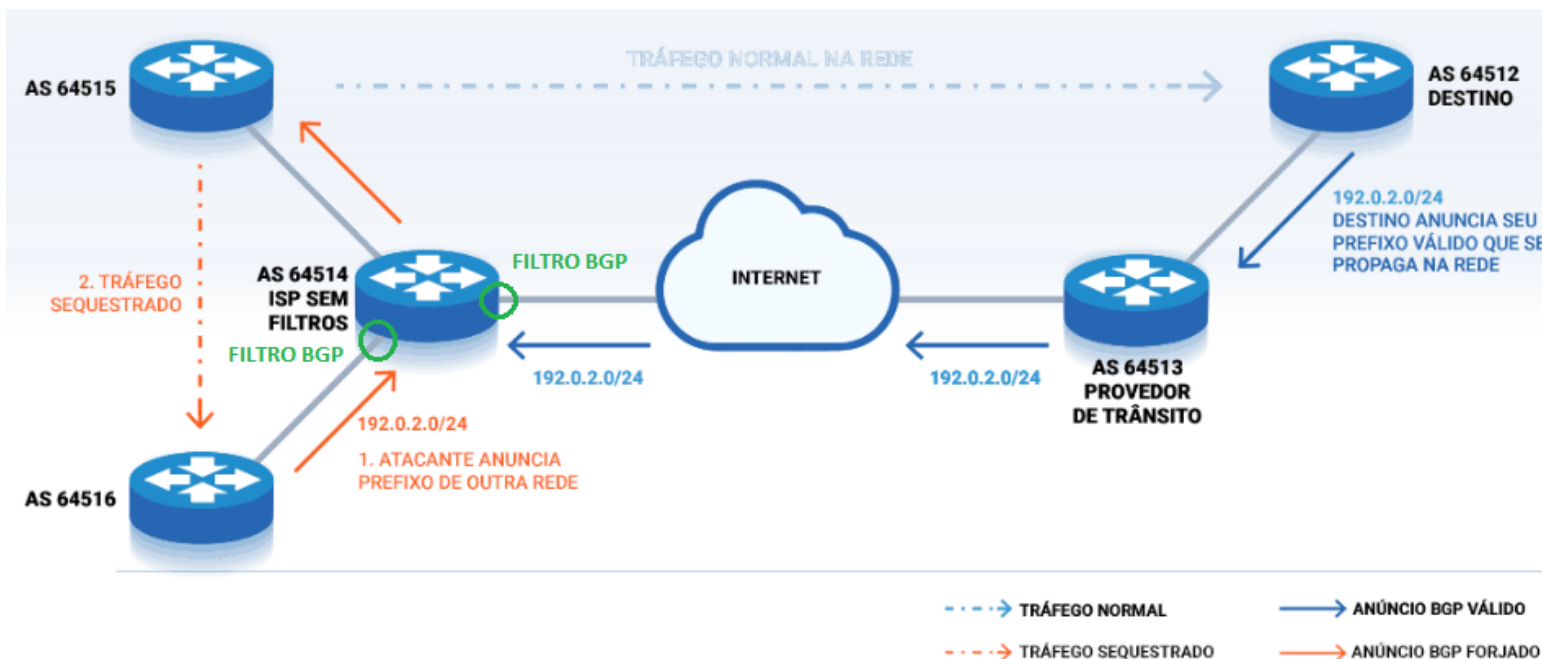 TRÁFEGO NORMAL NA REDE
AS 64515
AS 64512
DESTINO
192.0.2.0/24
DESTINO ANUNCIA SEU
PREFIXO VÁLIDO QUE SE
PROPAGA NA REDE
FILTRO BGP
AS 64514
ISP SEM
FILTROS
INTERNET
2. TRÁFEGO
SEQUESTRADO
FILTRO BGP
192.0.2.0/24
192.0.2.0/24
AS 64513
PROVEDOR
DE TRÂNSITO
192.0.2.0/24
1. ATACANTE ANUNCIA
PREFIXO DE OUTRA REDE
AS 64516
TRÁFEGO NORMAL
ANÚNCIO BGP VÁLIDO
TRÁFEGO SEQUESTRADO
ANÚNCIO BGP FORJADO